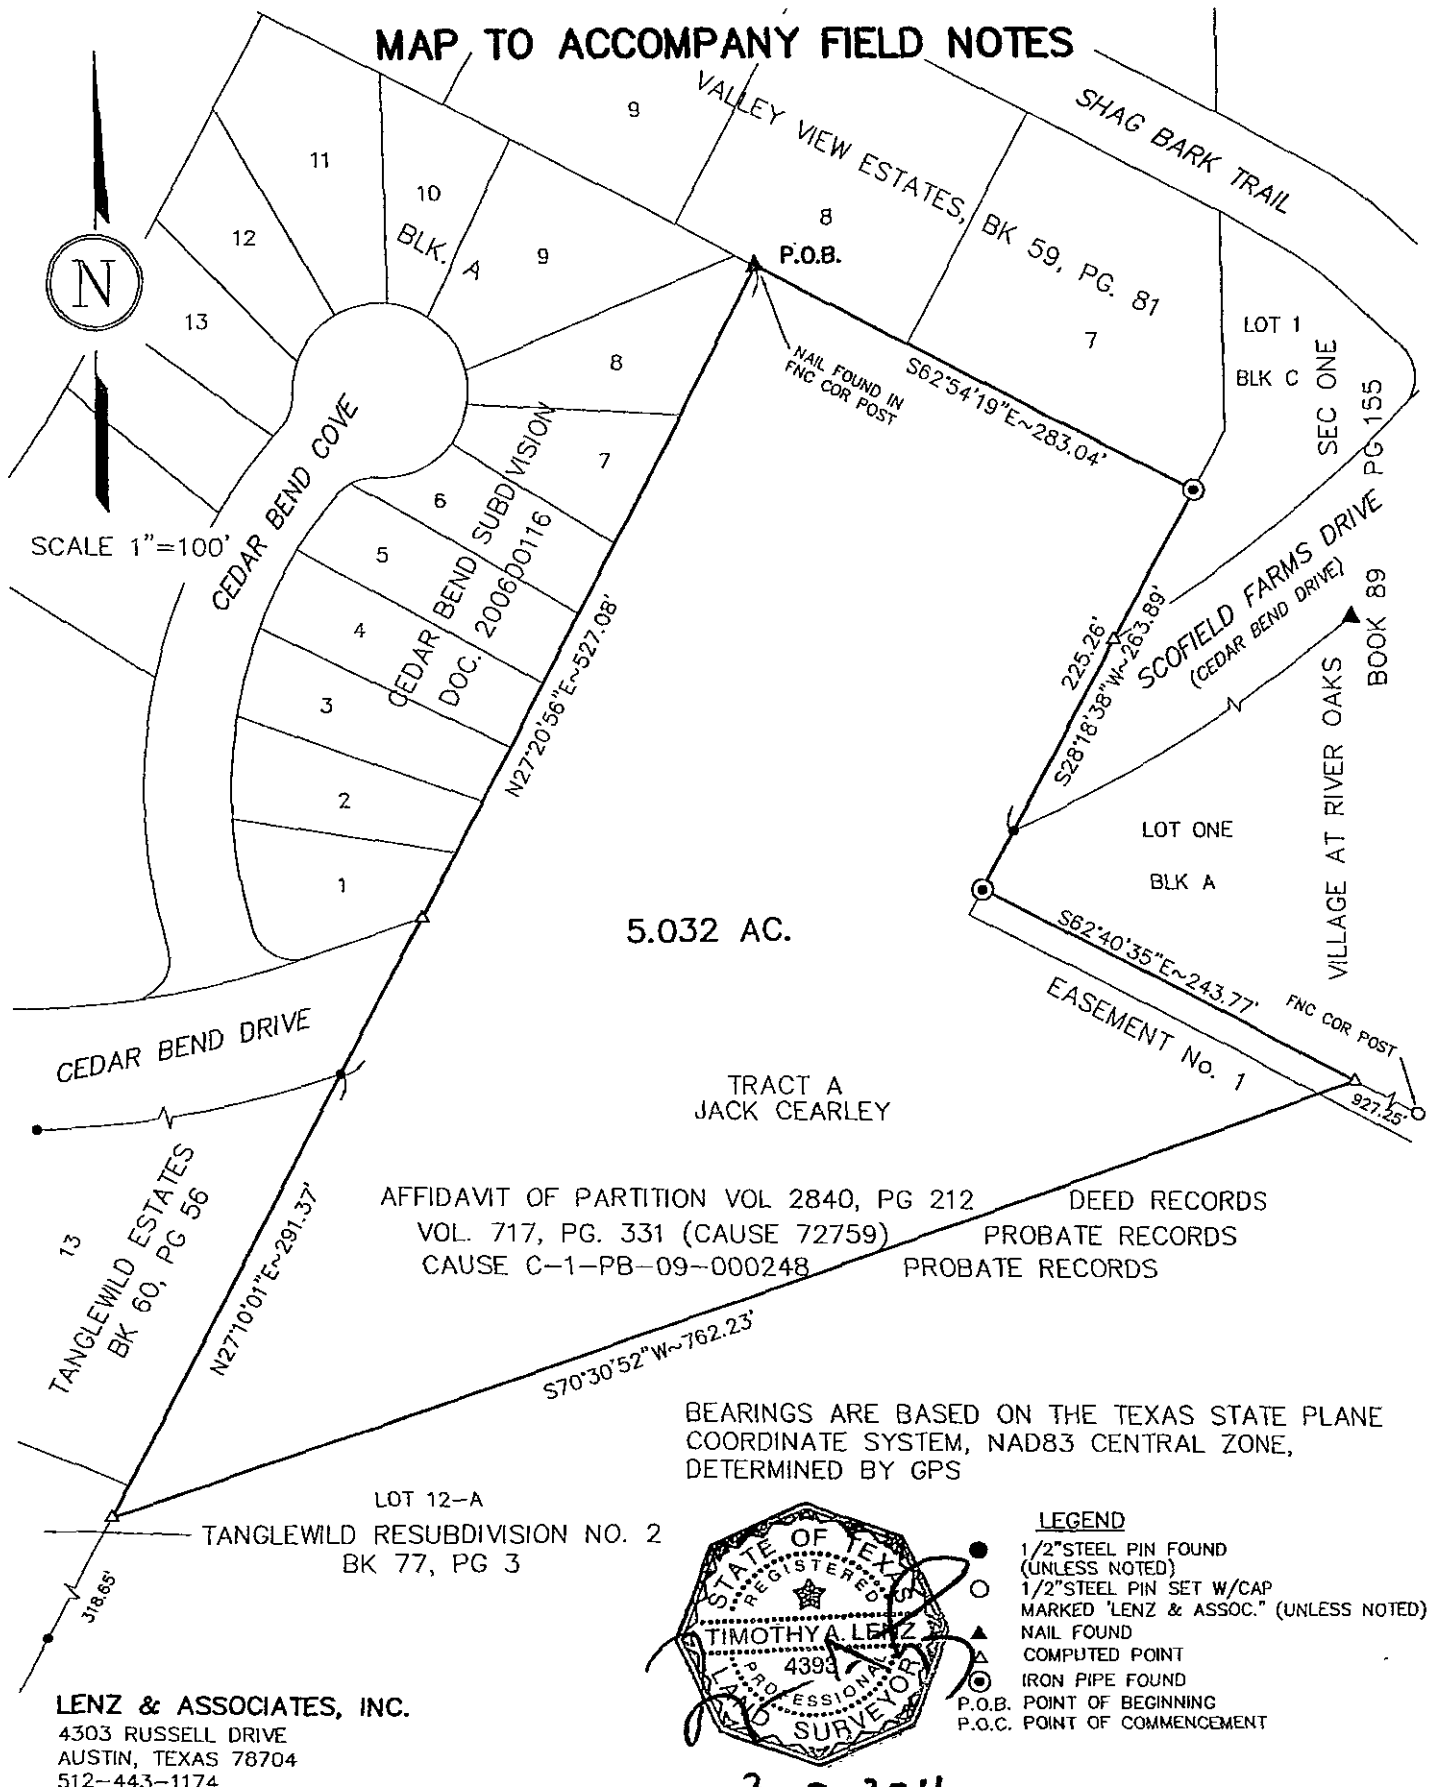 MAP TO ACCOMPANY FIELD NOTES
SHAG BARK TRAIL
VALLEY VIEW ESTATES, BK 59, PG. 81
9
8
7
11
10
BLK. A
9
12
13
N
P.O.B.
NAIL FOUND IN
FNC COR POST
S62°54'19"E~283.04'
LOT 1
BLK C
SEC ONE
PG 155
BOOK 89
VILLAGE AT RIVER OAKS
8
7
6
5
4
3
2
1
CEDAR BEND COVE
CEDAR BEND SUBDIVISION
DOC. 200600116
SCALE 1"=100'
N27°20'56"E~527.08'
225.26'
S28°18'38"W~263.89'
SCOFIELD FARMS DRIVE
(CEDAR BEND DRIVE)
LOT ONE
BLK A
5.032 AC.
S62°40'35"E~243.77'
EASEMENT No. 1
FNC COR POST
927.25'
CEDAR BEND DRIVE
TRACT A
JACK CEARLEY
AFFIDAVIT OF PARTITION VOL 2840, PG 212 DEED RECORDS
VOL. 717, PG. 331 (CAUSE 72759) PROBATE RECORDS
CAUSE C-1-PB-09-000248 PROBATE RECORDS
13
TANGLEWILD ESTATES
BK 60, PG 56
N27°10'01"E~291.37'
S70°30'52"W~762.23'
BEARINGS ARE BASED ON THE TEXAS STATE PLANE
COORDINATE SYSTEM, NAD83 CENTRAL ZONE,
DETERMINED BY GPS
LOT 12-A
TANGLEWILD RESUBDIVISION NO. 2
BK 77, PG 3
318.65'
STATE OF TEXAS
REGISTERED
TIMOTHY A. LENZ
4393
PROFESSIONAL
LAND SURVEYOR
LEGEND
1/2"STEEL PIN FOUND
(UNLESS NOTED)
1/2"STEEL PIN SET W/CAP
MARKED 'LENZ & ASSOC." (UNLESS NOTED)
NAIL FOUND
COMPUTED POINT
IRON PIPE FOUND
P.O.B. POINT OF BEGINNING
P.O.C. POINT OF COMMENCEMENT
LENZ & ASSOCIATES, INC.
4303 RUSSELL DRIVE
AUSTIN, TEXAS 78704
512-443-1174